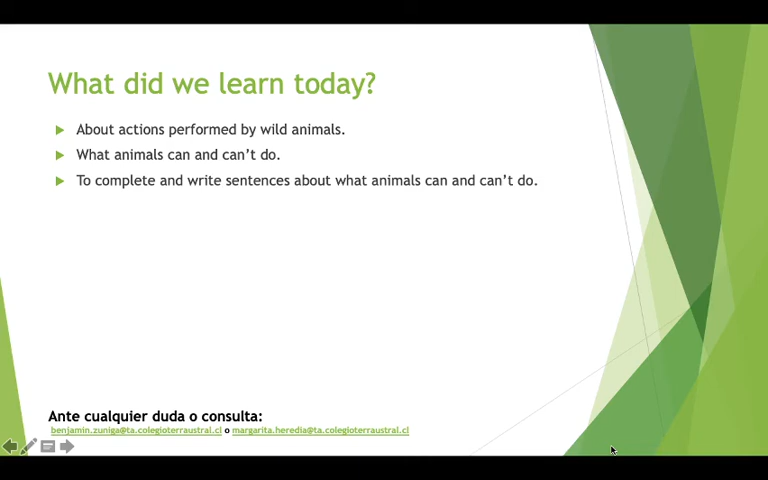 What did we learn today?
About actions performed by wild animals.
What animals can and can't do.
To complete and write sentences about what animals can and can't do.
Ante cualquier duda o consulta:
benjamin.zuniga@ta.colegioterraustral.cl o margarita.heredia@ta.colegioterraustral.cl